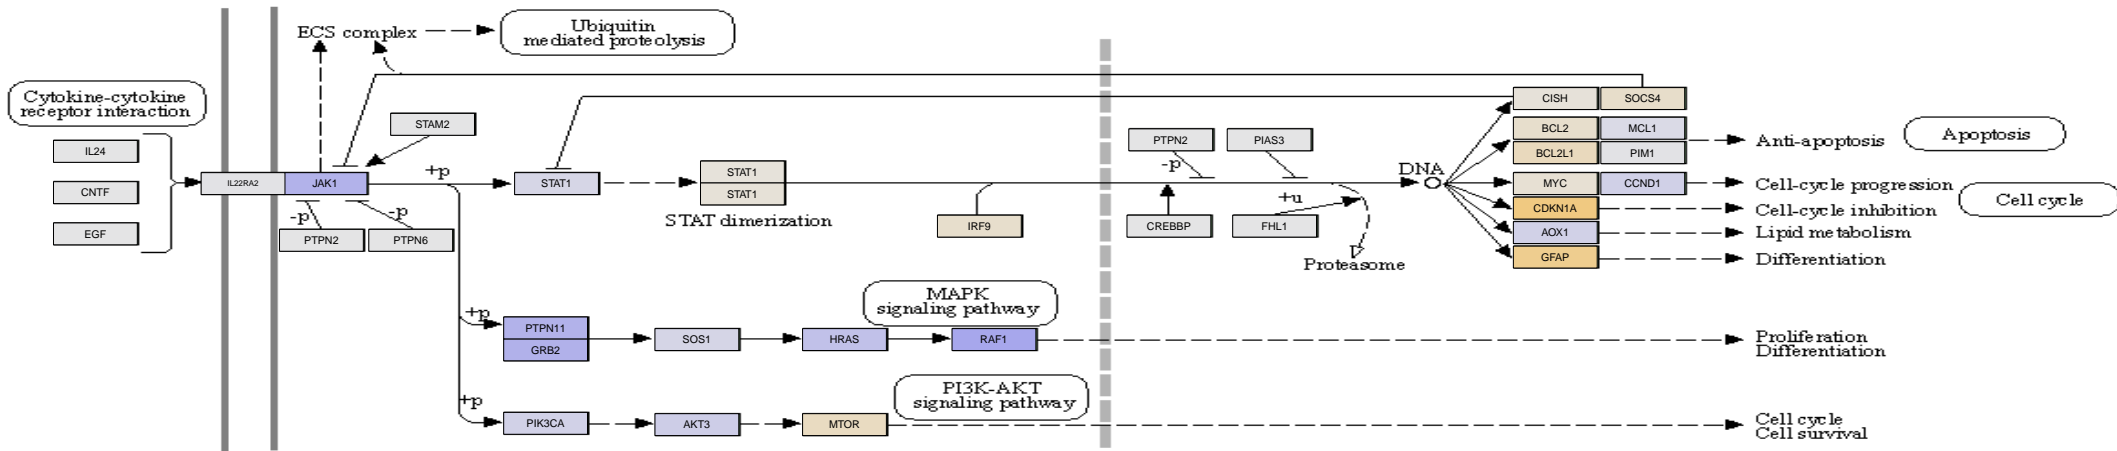 ECS complex
Ubiquitin
mediated proteolysis
Cytokine-cytokine
receptor interaction
IL24
CNTF
EGF
IL22RA2
JAK1
STAM2
+p
-p
-p
PTPN2
PTPN6
STAT1
STAT1
STAT1
STAT dimerization
IRF9
PTPN2
PIAS3
-p
CREBBP
+u
FHL1
Proteasome
DNA
CISH
SOCS4
BCL2
MCL1
BCL2L1
PIM1
MYC
CCND1
CDKN1A
AOX1
GFAP
Anti-apoptosis
Apoptosis
Cell-cycle progression
Cell-cycle inhibition
Cell cycle
Lipid metabolism
Differentiation
MAPK
signaling pathway
+p
PTPN11
GRB2
SOS1
HRAS
RAF1
Proliferation
Differentiation
PI3K-AKT
signaling pathway
+p
PIK3CA
AKT3
MTOR
Cell cycle
Cell survival